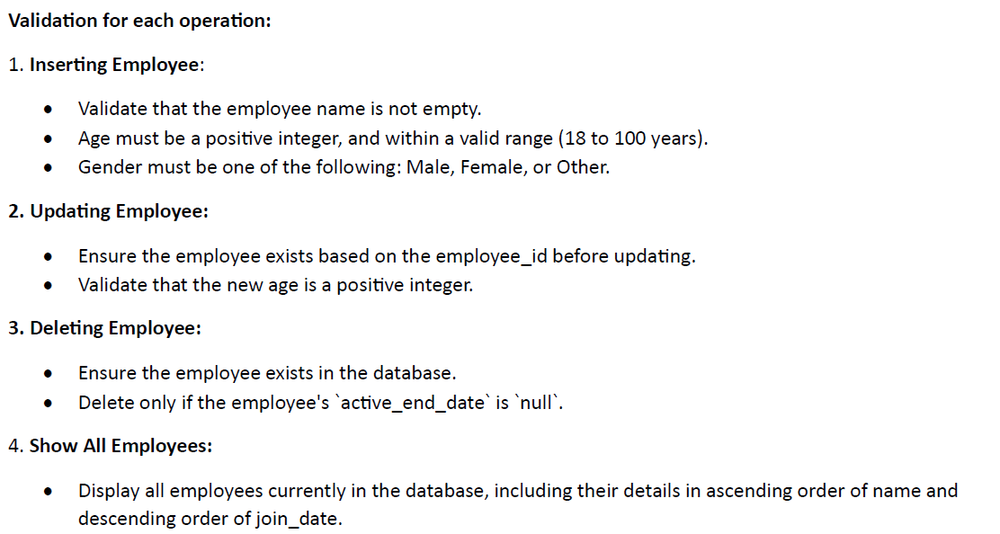 Validation for each operation:
1. Inserting Employee:
• Validate that the employee name is not empty.
• Age must be a positive integer, and within a valid range (18 to 100 years).
• Gender must be one of the following: Male, Female, or Other.
2. Updating Employee:
• Ensure the employee exists based on the employee_id before updating.
• Validate that the new age is a positive integer.
3. Deleting Employee:
• Ensure the employee exists in the database.
• Delete only if the employee's `active_end_date` is `null`.
4. Show All Employees:
• Display all employees currently in the database, including their details in ascending order of name and
descending order of join_date.